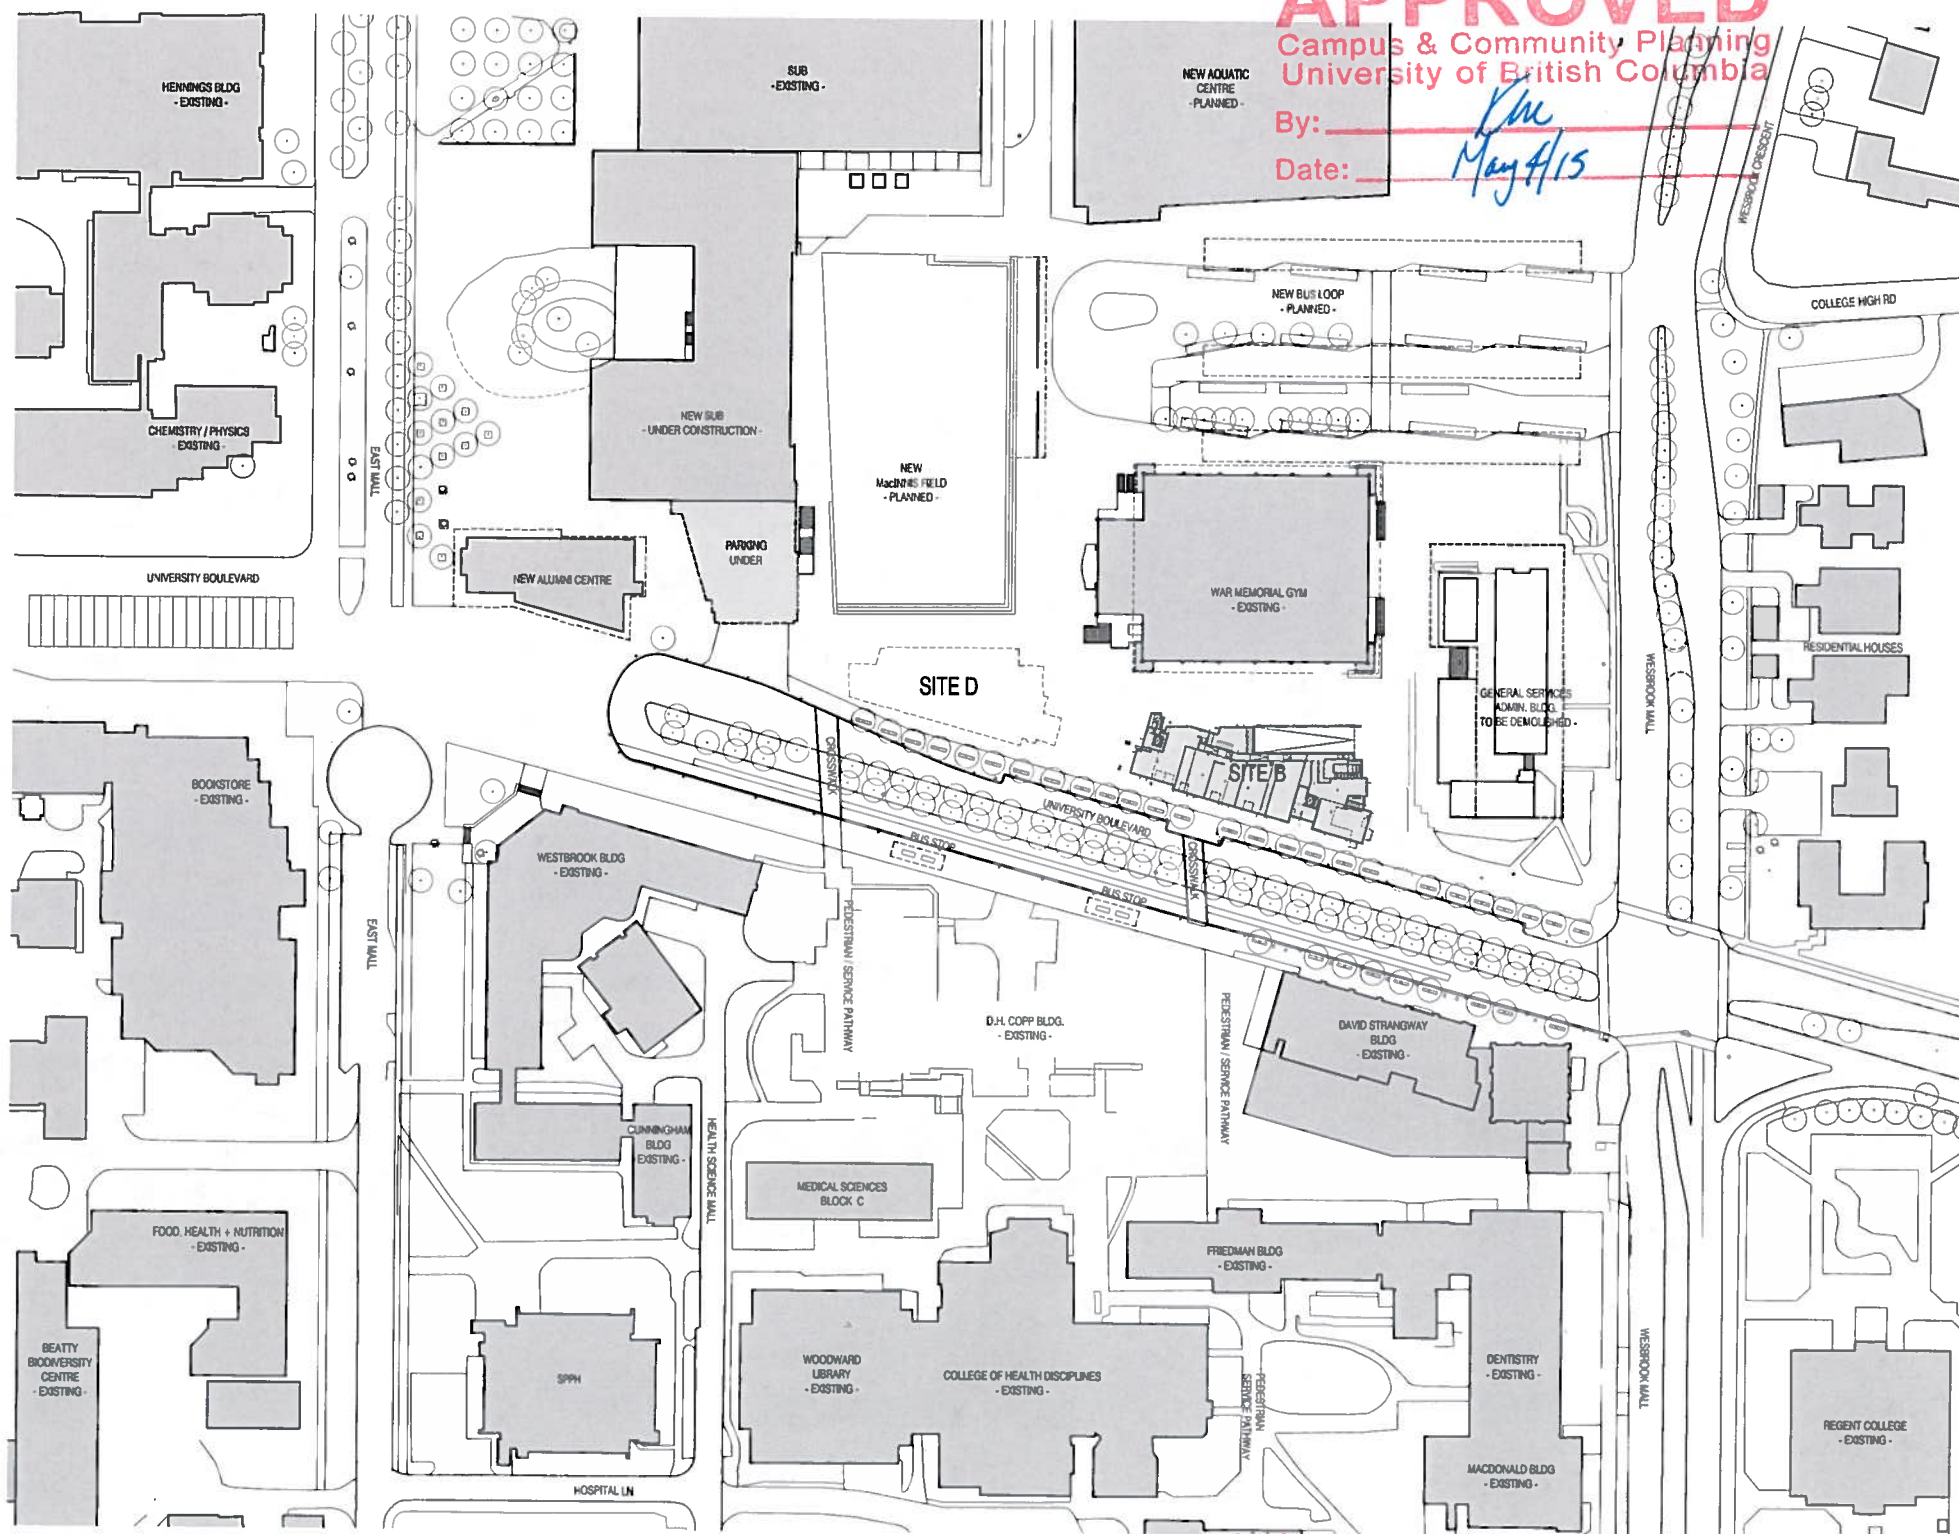 APPROVED
Campus & Community Planning
University of British Columbia
By:
Date: May 4/15
HENNINGS BLDG
- EXISTING -
SUB
- EXISTING -
NEW AQUATIC
CENTRE
- PLANNED -
WESBROOK CRESCENT
COLLEGE HIGH RD
NEW BUS LOOP
- PLANNED -
CHEMISTRY / PHYSICS
- EXISTING -
EAST MALL
NEW SUB
- UNDER CONSTRUCTION -
NEW
MacINNIS FIELD
- PLANNED -
PARKING
UNDER
NEW ALUMNI CENTRE
UNIVERSITY BOULEVARD
WAR MEMORIAL GYM
- EXISTING -
RESIDENTIAL HOUSES
WESBROOK MALL
GENERAL SERVICES
ADMIN. BLDG.
TO BE DEMOLISHED -
SITE D
SITE B
BOOKSTORE
- EXISTING -
CROSSWALK
UNIVERSITY BOULEVARD
BUS STOP
CROSSWALK
BUS STOP
WESTBROOK BLDG
- EXISTING -
EAST MALL
PEDESTRIAN / SERVICE PATHWAY
D.H. COPP BLDG.
- EXISTING -
PEDESTRIAN / SERVICE PATHWAY
DAVID STRANGWAY
BLDG
- EXISTING -
CUNNINGHAM
BLDG
EXISTING -
HEALTH SCIENCE MALL
MEDICAL SCIENCES
BLOCK C
FOOD, HEALTH + NUTRITION
- EXISTING -
FRIEDMAN BLDG
- EXISTING -
BEATTY
BIODIVERSITY
CENTRE
- EXISTING -
SPPH
WOODWARD
LIBRARY
- EXISTING -
COLLEGE OF HEALTH DISCIPLINES
- EXISTING -
PEDESTRIAN
SERVICE PATHWAY
DENTISTRY
- EXISTING -
WESBROOK MALL
REGENT COLLEGE
- EXISTING -
MACDONALD BLDG
- EXISTING -
HOSPITAL LN